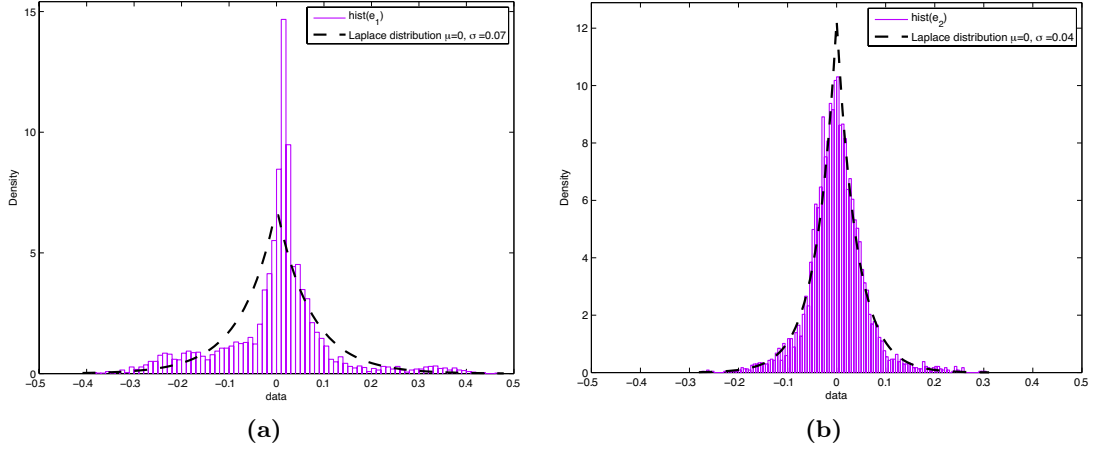 hist(e_1)
Laplace distribution μ=0, σ =0.07
15
10
5
0
Density
−0.5 −0.4 −0.3 −0.2 −0.1 0 0.1 0.2 0.3 0.4 0.5
data
(a)
hist(e_2)
Laplace distribution μ=0, σ =0.04
12
10
8
6
4
2
0
Density
−0.5 −0.4 −0.3 −0.2 −0.1 0 0.1 0.2 0.3 0.4 0.5
data
(b)